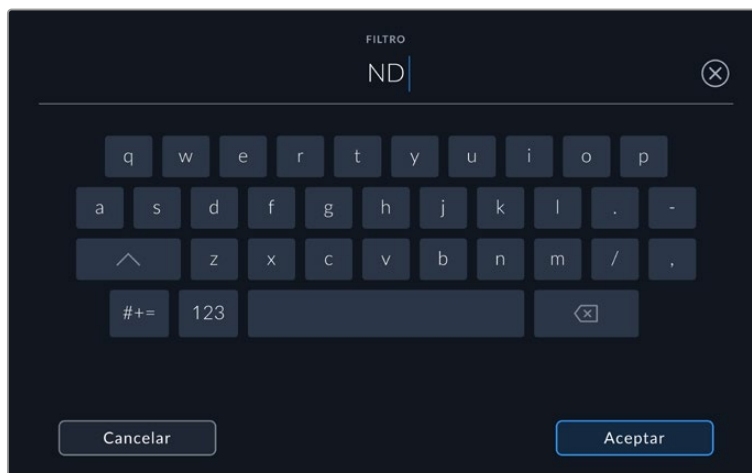 FILTRO
ND
q w e r t y u i o p
a s d f g h j k l . -
z x c v b n m / ,
#+= 123
Cancelar Aceptar